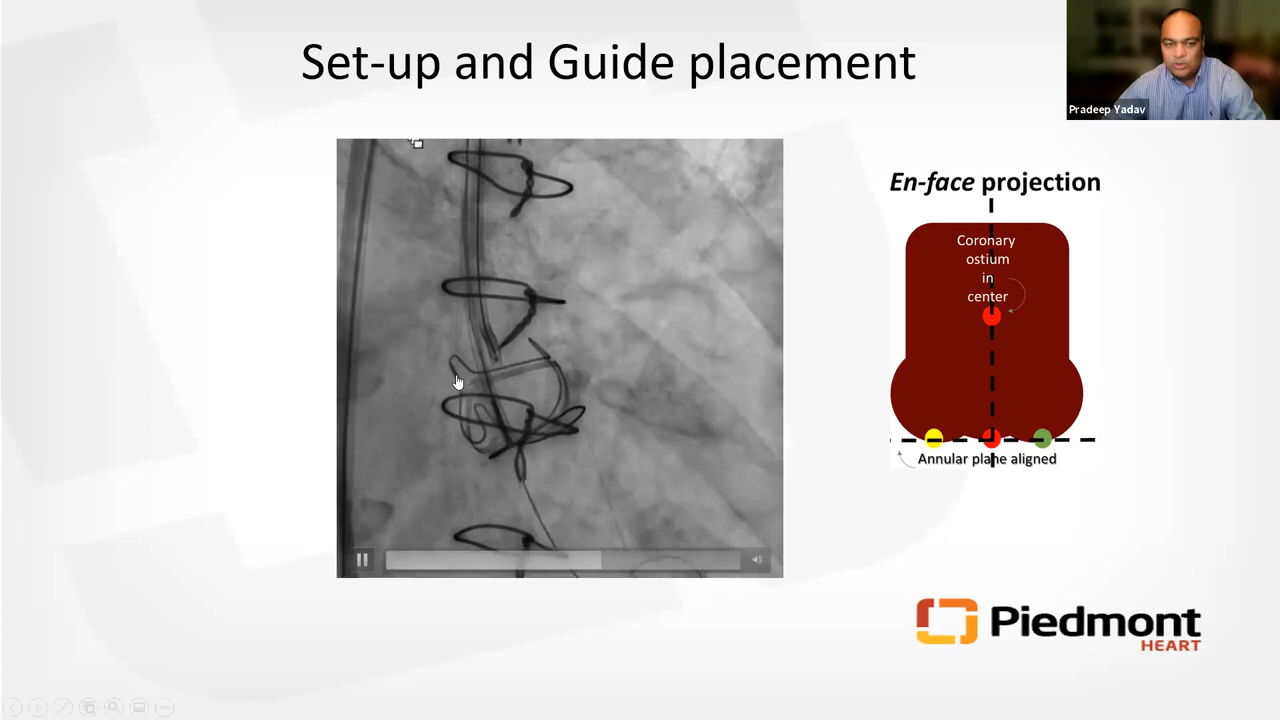 Set-up and Guide placement
Pradeep Yadav
En-face projection
Coronary
ostium
in
center
Annular plane aligned
Piedmont
HEART